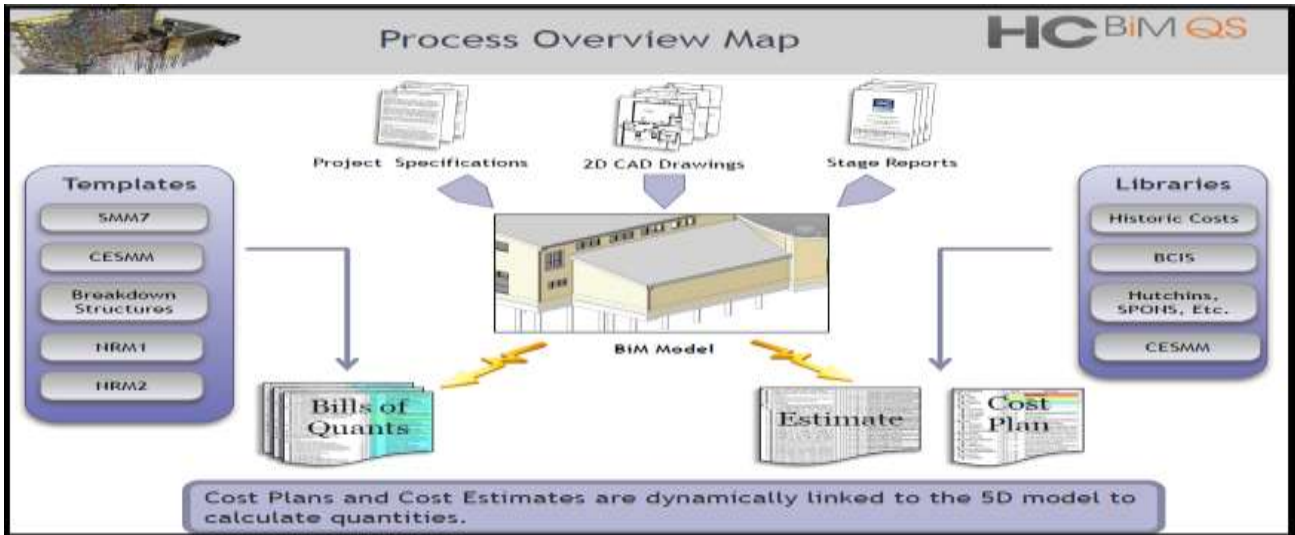 Process Overview Map
HC BiM QS
Project Specifications
2D CAD Drawings
Stage Reports
Templates
SMM7
CESMM
Breakdown
Structures
NRM1
NRM2
Libraries
Historic Costs
BCIS
Hutchins,
SPONS, Etc.
CESMM
BiM Model
Bills of
Quants
Estimate
Cost
Plan
Cost Plans and Cost Estimates are dynamically linked to the 5D model to
calculate quantities.